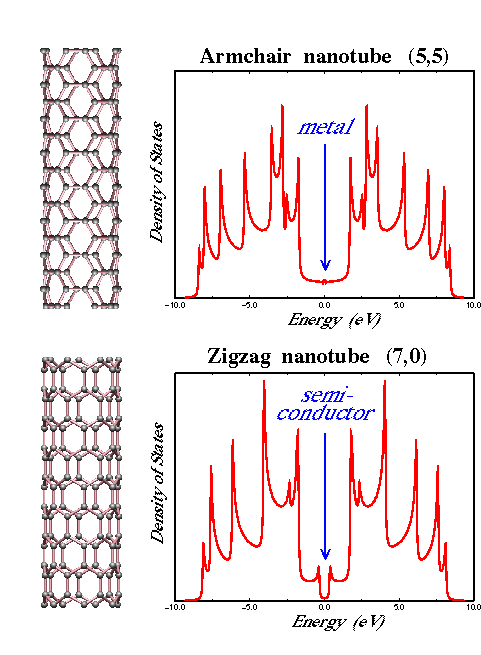 Armchair nanotube (5,5)
metal
Density of States
-10.0 -5.0 0.0 5.0 10.0
Energy (eV)
Zigzag nanotube (7,0)
semi-
conductor
Density of States
-10.0 -5.0 0.0 5.0 10.0
Energy (eV)